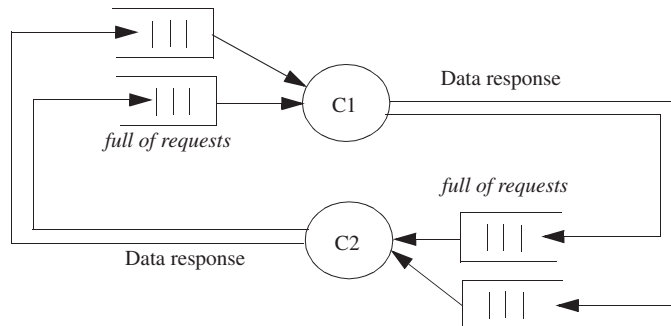 C1
Data response
full of requests
full of requests
C2
Data response